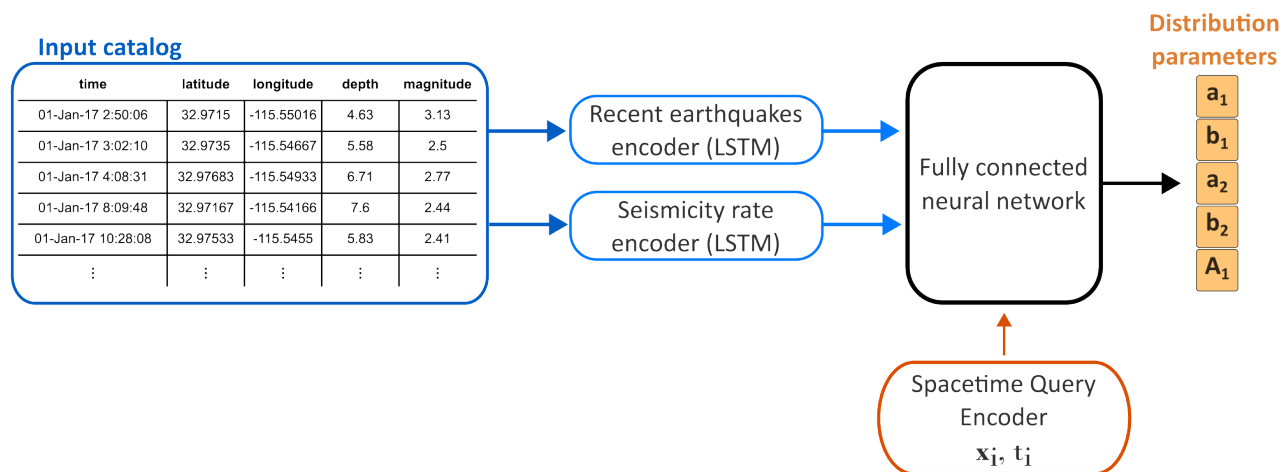 Input catalog
time latitude longitude depth magnitude
01-Jan-17 2:50:06 32.9715 -115.55016 4.63 3.13
01-Jan-17 3:02:10 32.9735 -115.54667 5.58 2.5
01-Jan-17 4:08:31 32.97683 -115.54933 6.71 2.77
01-Jan-17 8:09:48 32.97167 -115.54166 7.6 2.44
01-Jan-17 10:28:08 32.97533 -115.5455 5.83 2.41
⋮ ⋮ ⋮ ⋮ ⋮
Recent earthquakes
encoder (LSTM)
Seismicity rate
encoder (LSTM)
Fully connected
neural network
Spacetime Query
Encoder
xᵢ, tᵢ
Distribution
parameters
a₁
b₁
a₂
b₂
A₁